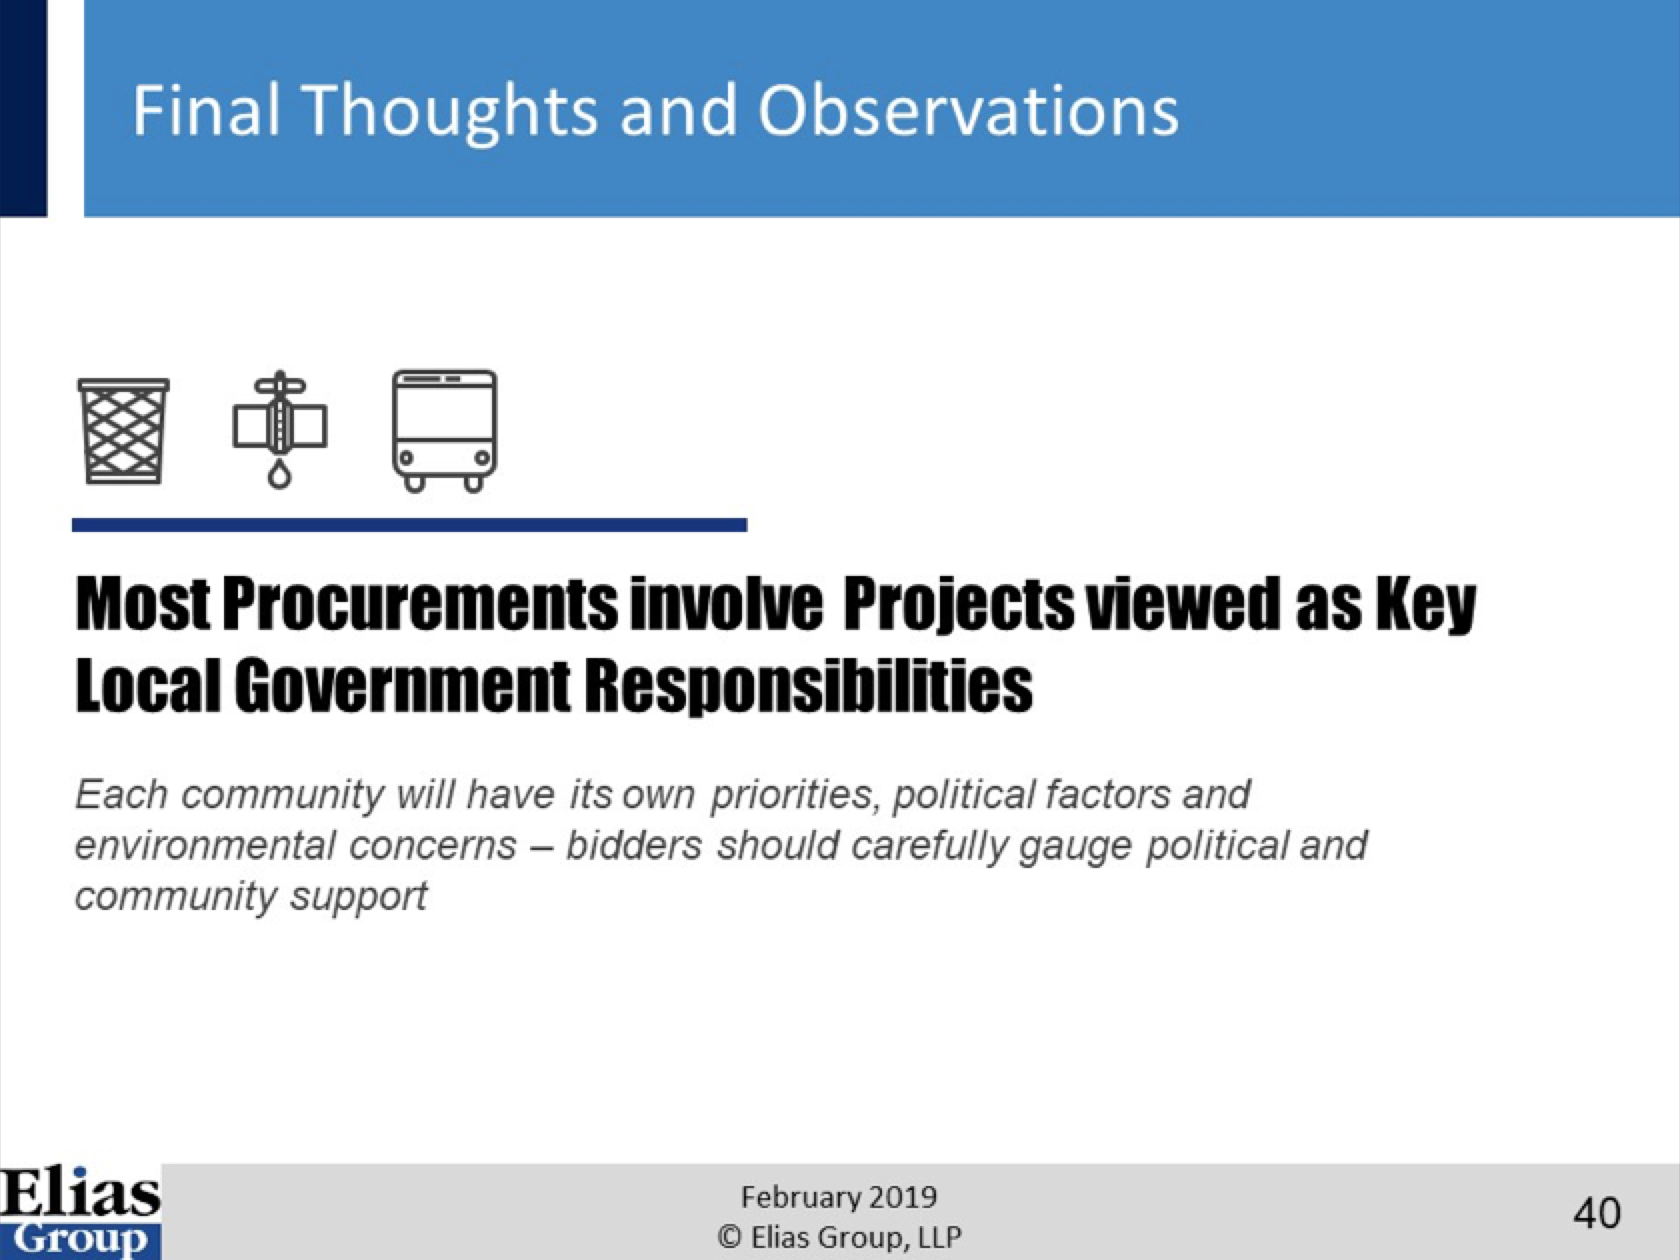 Final Thoughts and Observations
Most Procurements involve Projects viewed as Key
Local Government Responsibilities
Each community will have its own priorities, political factors and
environmental concerns – bidders should carefully gauge political and
community support
Elias
Group
February 2019
© Elias Group, LLP
40